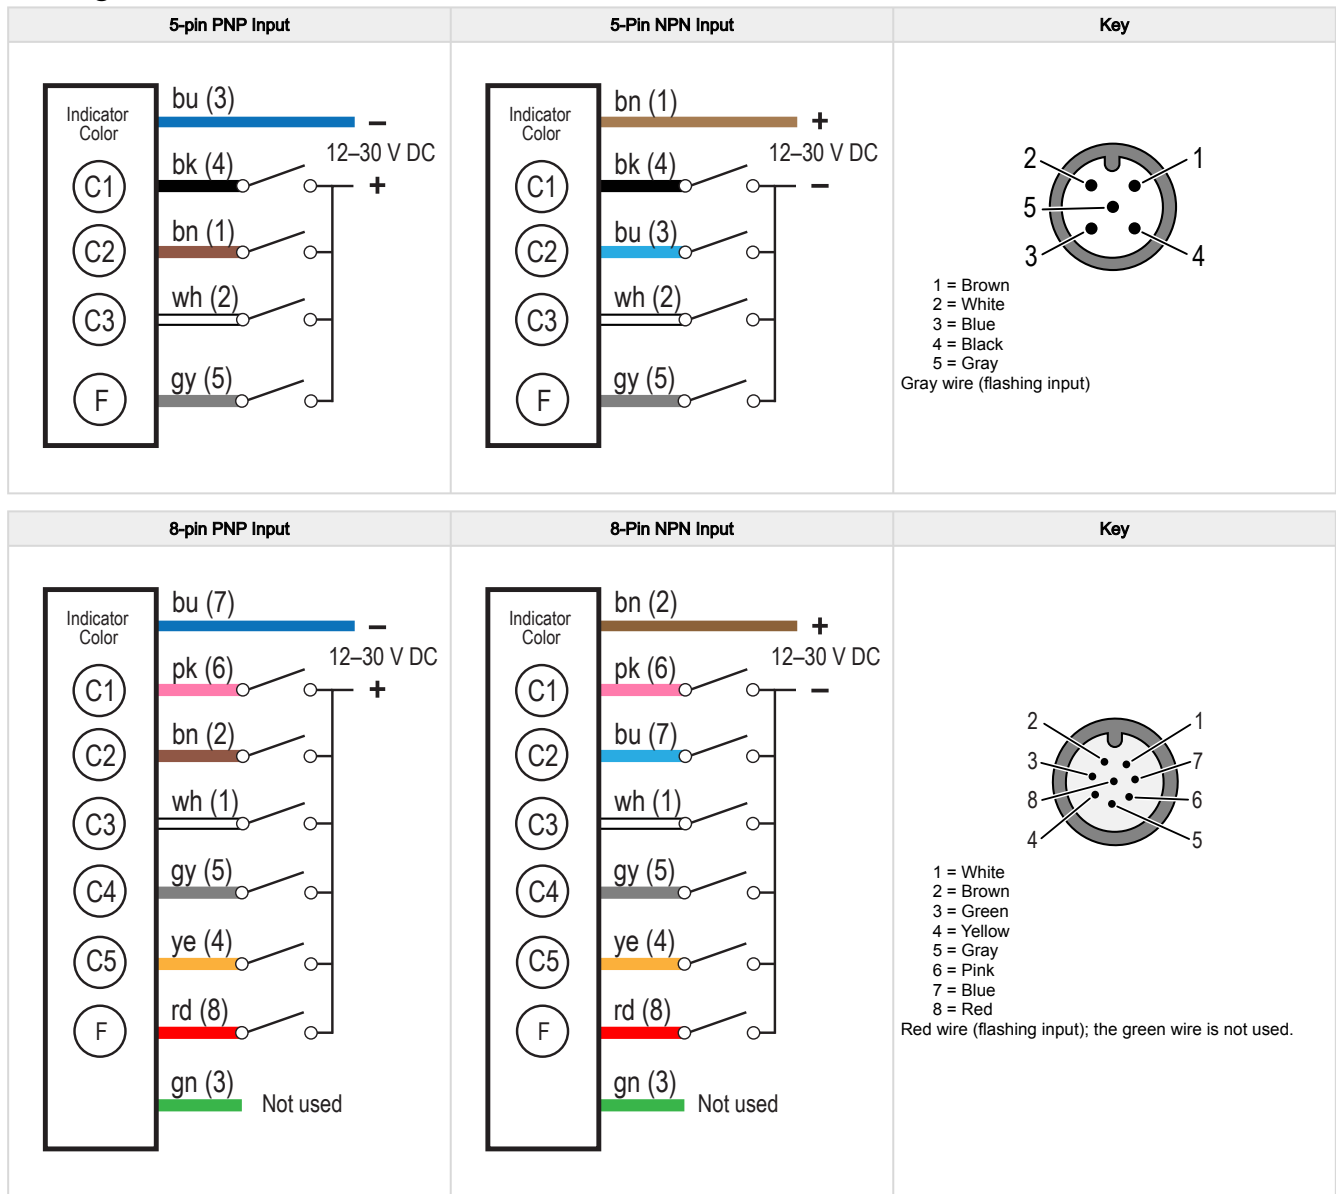 5-pin PNP Input
5-Pin NPN Input
Key
Indicator
Color
bu (3)
–
12–30 V DC
C1
bk (4)
+
C2
bn (1)
C3
wh (2)
F
gy (5)
Indicator
Color
bn (1)
+
12–30 V DC
C1
bk (4)
–
C2
bu (3)
C3
wh (2)
F
gy (5)
2
1
5
3
4
1 = Brown
2 = White
3 = Blue
4 = Black
5 = Gray
Gray wire (flashing input)
8-pin PNP Input
8-Pin NPN Input
Key
Indicator
Color
bu (7)
–
12–30 V DC
C1
pk (6)
+
C2
bn (2)
C3
wh (1)
C4
gy (5)
C5
ye (4)
F
rd (8)
gn (3)
Not used
Indicator
Color
bn (2)
+
12–30 V DC
C1
pk (6)
–
C2
bu (7)
C3
wh (1)
C4
gy (5)
C5
ye (4)
F
rd (8)
gn (3)
Not used
2
1
3
7
8
6
4
5
1 = White
2 = Brown
3 = Green
4 = Yellow
5 = Gray
6 = Pink
7 = Blue
8 = Red
Red wire (flashing input); the green wire is not used.